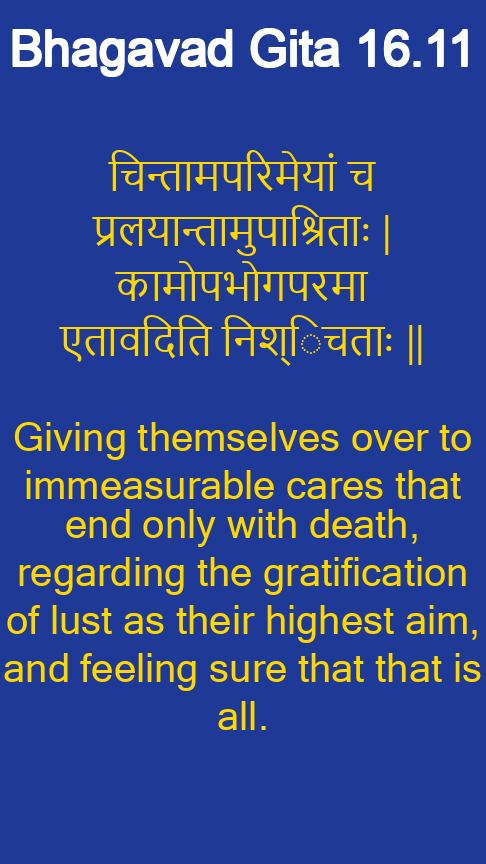 Bhagavad Gita 16.11
चिन्तामपरिमेयां च
प्रलयान्तामुपाश्रिताः |
कामोपभोगपरमा
एतावदिति निश्िचताः ||
Giving themselves over to
immeasurable cares that
end only with death,
regarding the gratification
of lust as their highest aim,
and feeling sure that that is
all.